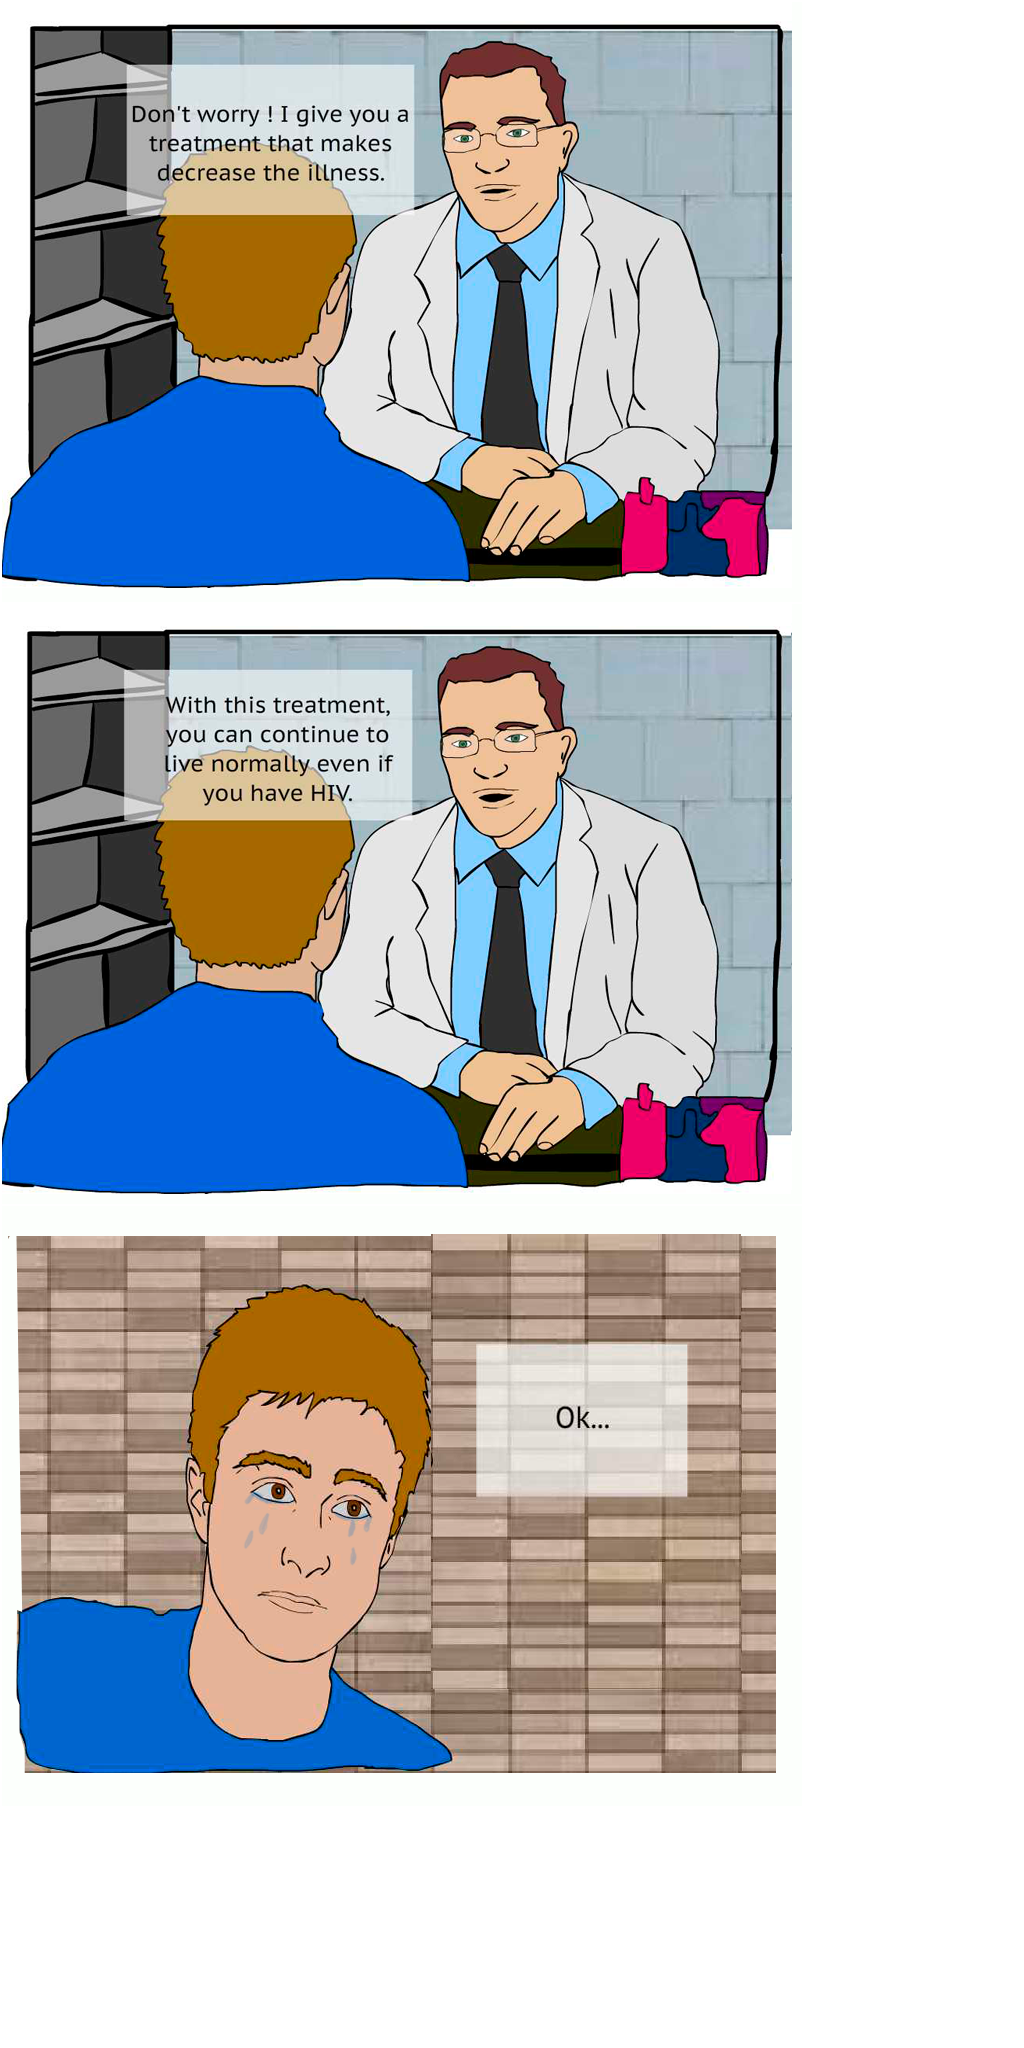 Don't worry ! I give you a
treatment that makes
decrease the illness.
With this treatment,
you can continue to
live normally even if
you have HIV.
Ok...